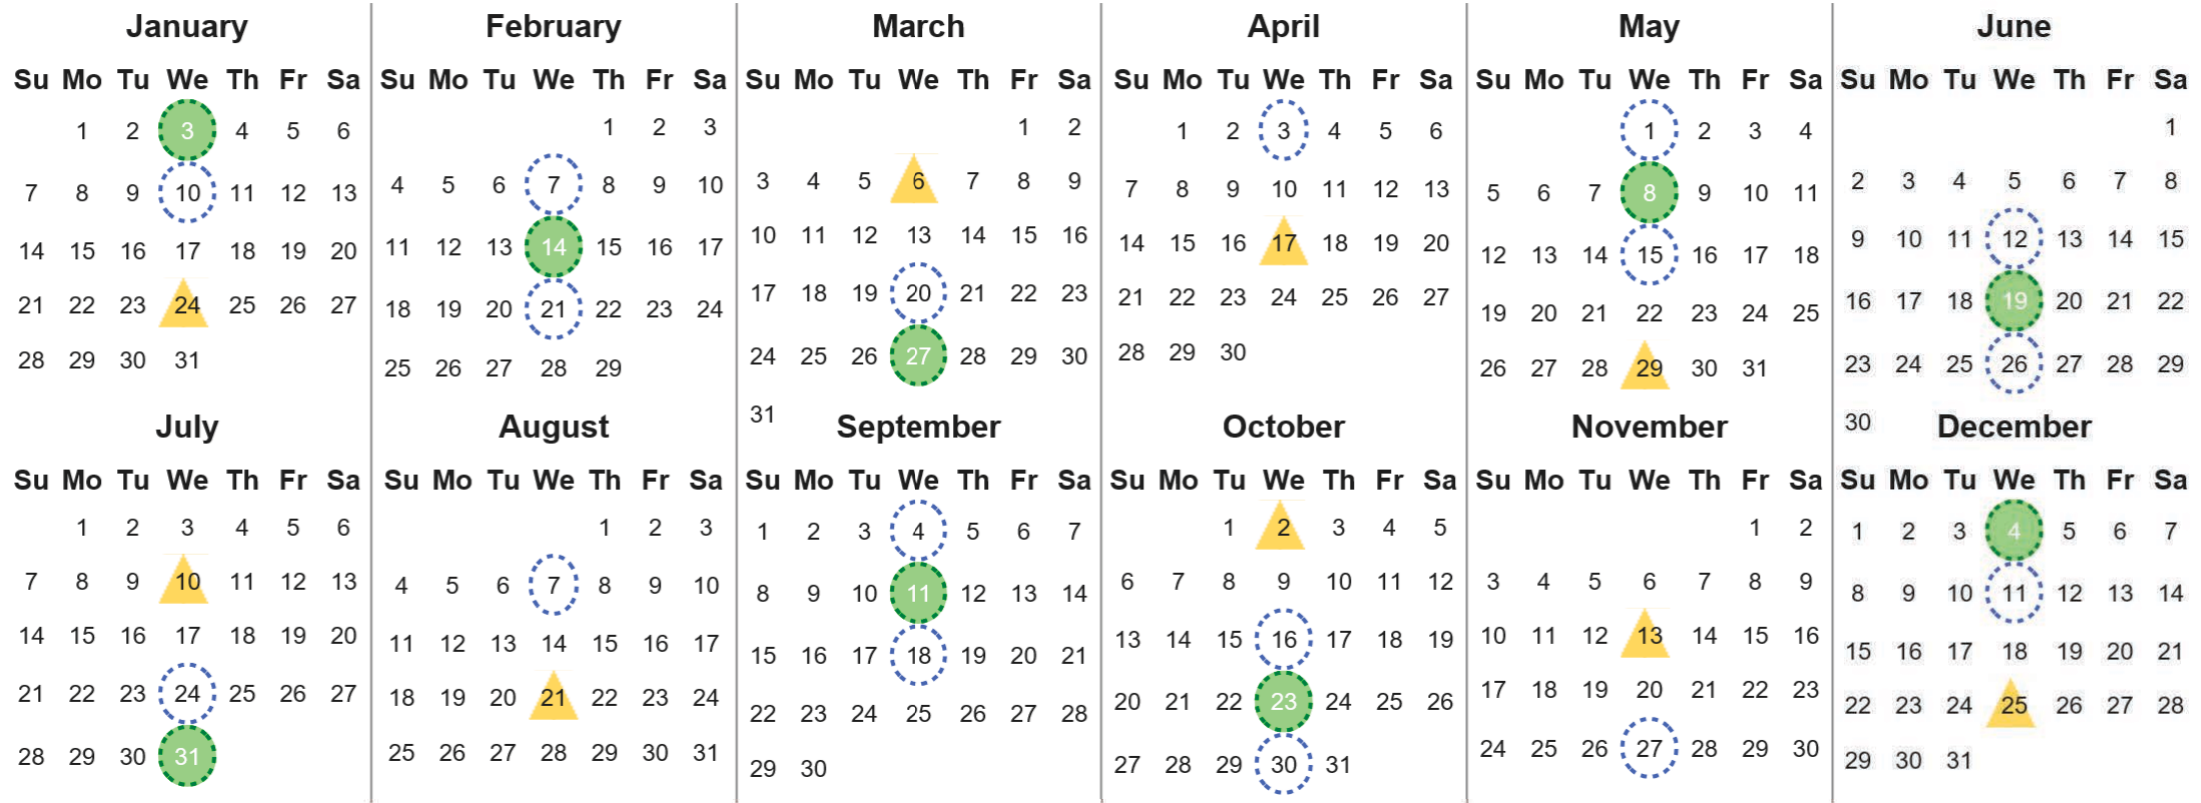 January February March April May June
Su Mo Tu We Th Fr Sa Su Mo Tu We Th Fr Sa Su Mo Tu We Th Fr Sa Su Mo Tu We Th Fr Sa Su Mo Tu We Th Fr Sa Su Mo Tu We Th Fr Sa
1 2 3 4 5 6 1 2 3 1 2 1 2 3 4 5 6 1 2 3 4 1
7 8 9 10 11 12 13 4 5 6 7 8 9 10 3 4 5 6 7 8 9 7 8 9 10 11 12 13 5 6 7 8 9 10 11 2 3 4 5 6 7 8
14 15 16 17 18 19 20 11 12 13 14 15 16 17 10 11 12 13 14 15 16 14 15 16 17 18 19 20 12 13 14 15 16 17 18 9 10 11 12 13 14 15
21 22 23 24 25 26 27 18 19 20 21 22 23 24 17 18 19 20 21 22 23 21 22 23 24 25 26 27 19 20 21 22 23 24 25 16 17 18 19 20 21 22
28 29 30 31 25 26 27 28 29 24 25 26 27 28 29 30 28 29 30 26 27 28 29 30 31 23 24 25 26 27 28 29
31 30
July August September October November December
Su Mo Tu We Th Fr Sa Su Mo Tu We Th Fr Sa Su Mo Tu We Th Fr Sa Su Mo Tu We Th Fr Sa Su Mo Tu We Th Fr Sa Su Mo Tu We Th Fr Sa
1 2 3 4 5 6 1 2 3 1 2 3 4 5 6 7 1 2 3 4 5 1 2 1 2 3 4 5 6 7
7 8 9 10 11 12 13 4 5 6 7 8 9 10 8 9 10 11 12 13 14 6 7 8 9 10 11 12 3 4 5 6 7 8 9 8 9 10 11 12 13 14
14 15 16 17 18 19 20 11 12 13 14 15 16 17 15 16 17 18 19 20 21 13 14 15 16 17 18 19 10 11 12 13 14 15 16 15 16 17 18 19 20 21
21 22 23 24 25 26 27 18 19 20 21 22 23 24 22 23 24 25 26 27 28 20 21 22 23 24 25 26 17 18 19 20 21 22 23 22 23 24 25 26 27 28
28 29 30 31 25 26 27 28 29 30 31 29 30 27 28 29 30 31 24 25 26 27 28 29 30 29 30 31